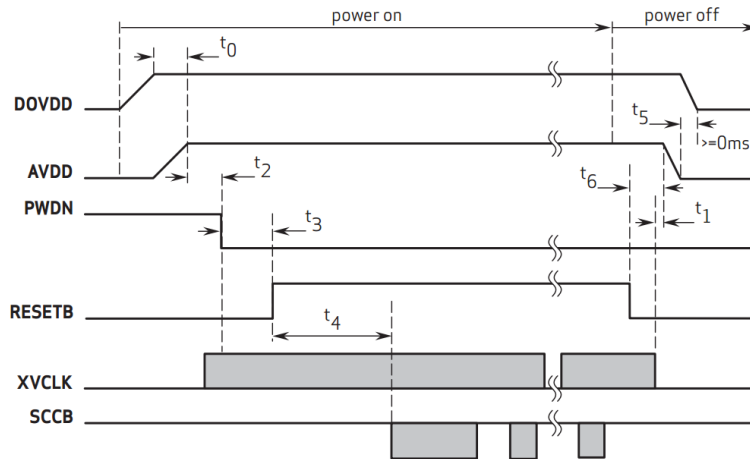 power on power off
t0
DOVDD
t5
>=0ms
AVDD
t2
t6
PWDN
t3
t1
RESETB
t4
XVCLK
SCCB